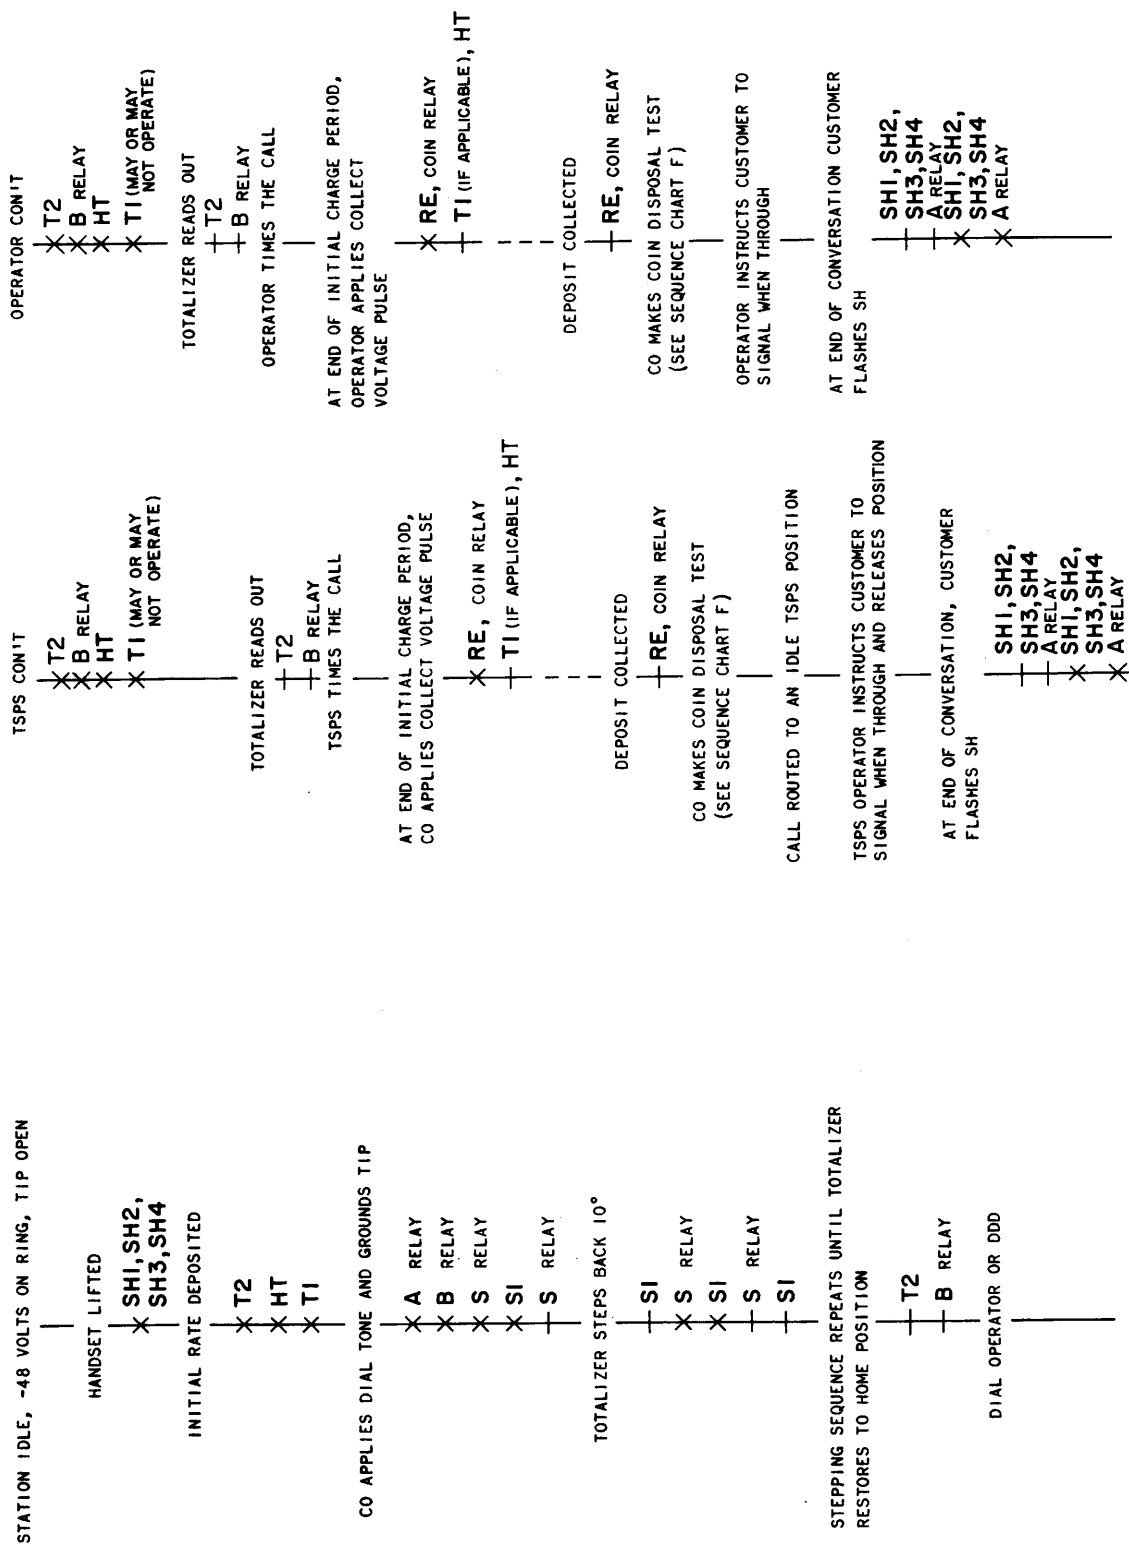 STATION IDLE, -48 VOLTS ON RING, TIP OPEN
HANDSET LIFTED
SH1, SH2,
SH3, SH4
INITIAL RATE DEPOSITED
T2
HT
T1
CO APPLIES DIAL TONE AND GROUNDS TIP
A RELAY
B RELAY
S RELAY
S1
S RELAY
TOTALIZER STEPS BACK 10°
S1
S RELAY
S1
S RELAY
S1
STEPPING SEQUENCE REPEATS UNTIL TOTALIZER
RESTORES TO HOME POSITION
T2
B RELAY
DIAL OPERATOR OR DDD
TSPS CON'T
T2
B RELAY
HT
T1 (MAY OR MAY
NOT OPERATE)
TOTALIZER READS OUT
T2
B RELAY
TSPS TIMES THE CALL
AT END OF INITIAL CHARGE PERIOD,
CO APPLIES COLLECT VOLTAGE PULSE
RE, COIN RELAY
T1 (IF APPLICABLE), HT
DEPOSIT COLLECTED
RE, COIN RELAY
CO MAKES COIN DISPOSAL TEST
(SEE SEQUENCE CHART F)
CALL ROUTED TO AN IDLE TSPS POSITION
TSPS OPERATOR INSTRUCTS CUSTOMER TO
SIGNAL WHEN THROUGH AND RELEASES POSITION
AT END OF CONVERSATION, CUSTOMER
FLASHES SH
SH1, SH2,
SH3, SH4
A RELAY
SH1, SH2,
SH3, SH4
A RELAY
OPERATOR CON'T
T2
B RELAY
HT
T1 (MAY OR MAY
NOT OPERATE)
TOTALIZER READS OUT
T2
B RELAY
OPERATOR TIMES THE CALL
AT END OF INITIAL CHARGE PERIOD,
OPERATOR APPLIES COLLECT
VOLTAGE PULSE
RE, COIN RELAY
T1 (IF APPLICABLE), HT
DEPOSIT COLLECTED
RE, COIN RELAY
CO MAKES COIN DISPOSAL TEST
(SEE SEQUENCE CHART F)
OPERATOR INSTRUCTS CUSTOMER TO
SIGNAL WHEN THROUGH
AT END OF CONVERSATION CUSTOMER
FLASHES SH
SH1, SH2,
SH3, SH4
A RELAY
SH1, SH2,
SH3, SH4
A RELAY